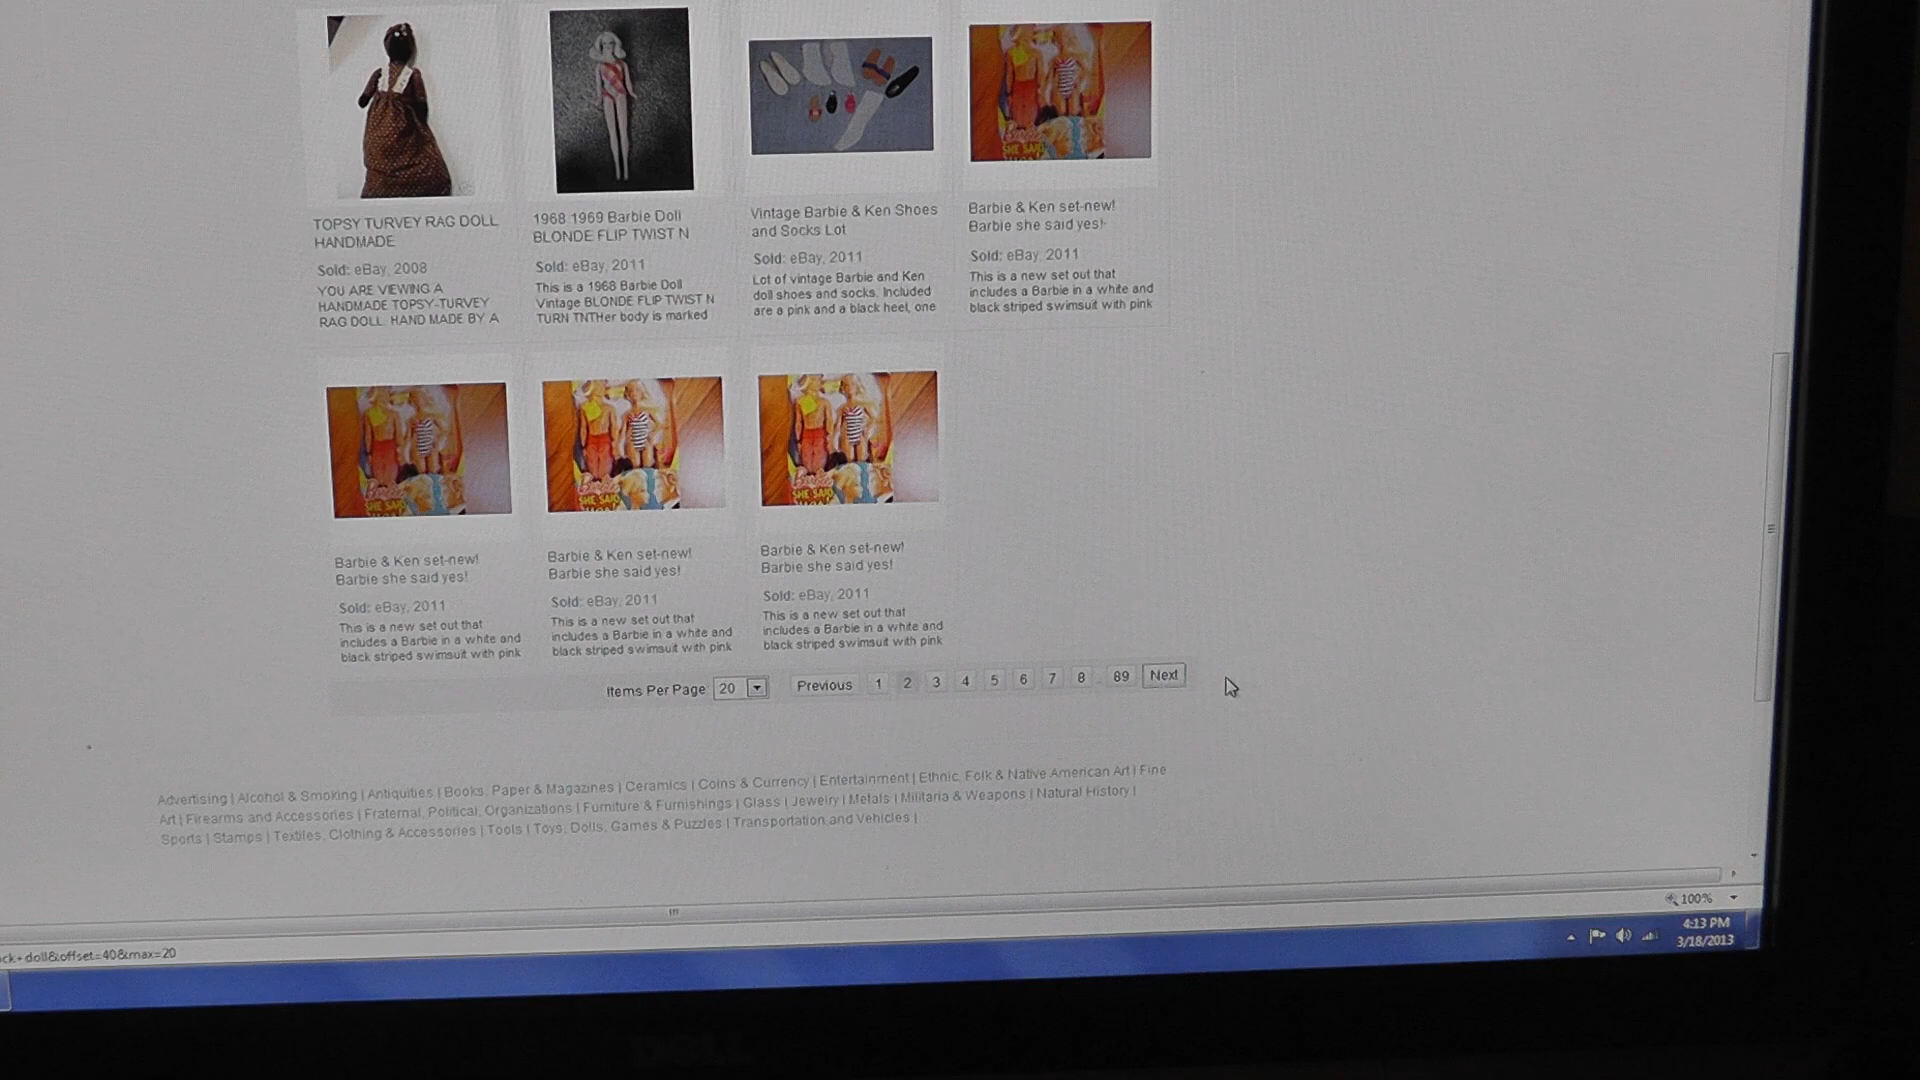 TOPSY TURVEY RAG DOLL
HANDMADE
Sold: eBay, 2008
YOU ARE VIEWING A
HANDMADE TOPSY-TURVEY
RAG DOLL. HAND MADE BY A
1968 1969 Barbie Doll
BLONDE FLIP TWIST N
Sold: eBay, 2011
This is a 1968 Barbie Doll
Vintage BLONDE FLIP TWIST N
TURN TNTHer body is marked
Vintage Barbie & Ken Shoes
and Socks Lot
Sold: eBay, 2011
Lot of vintage Barbie and Ken
doll shoes and socks. Included
are a pink and a black heel, one
Barbie & Ken set-new!
Barbie she said yes!
Sold: eBay, 2011
This is a new set out that
includes a Barbie in a white and
black striped swimsuit with pink
Barbie
SHE SAID
Barbie & Ken set-new!
Barbie she said yes!
Sold: eBay, 2011
This is a new set out that
includes a Barbie in a white and
black striped swimsuit with pink
Barbie
SHE SAID
Barbie & Ken set-new!
Barbie she said yes!
Sold: eBay, 2011
This is a new set out that
includes a Barbie in a white and
black striped swimsuit with pink
Barbie
SHE SAID
Barbie & Ken set-new!
Barbie she said yes!
Sold: eBay, 2011
This is a new set out that
includes a Barbie in a white and
black striped swimsuit with pink
Items Per Page: 20 Previous 1 2 3 4 5 6 7 8 .. 89 Next
Advertising | Alcohol & Smoking | Antiquities | Books, Paper & Magazines | Ceramics | Coins & Currency | Entertainment | Ethnic, Folk & Native American Art | Fine
Art | Firearms and Accessories | Fraternal, Political, Organizations | Furniture & Furnishings | Glass | Jewelry | Metals | Militaria & Weapons | Natural History |
Sports | Stamps | Textiles, Clothing & Accessories | Tools | Toys, Dolls, Games & Puzzles | Transportation and Vehicles |
100%
ck+doll&offset=40&max=20
4:13 PM
3/18/2013